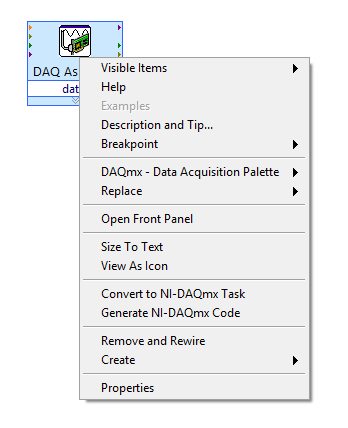 DAQ As
dat
Visible Items
Help
Examples
Description and Tip...
Breakpoint
DAQmx - Data Acquisition Palette
Replace
Open Front Panel
Size To Text
View As Icon
Convert to NI-DAQmx Task
Generate NI-DAQmx Code
Remove and Rewire
Create
Properties